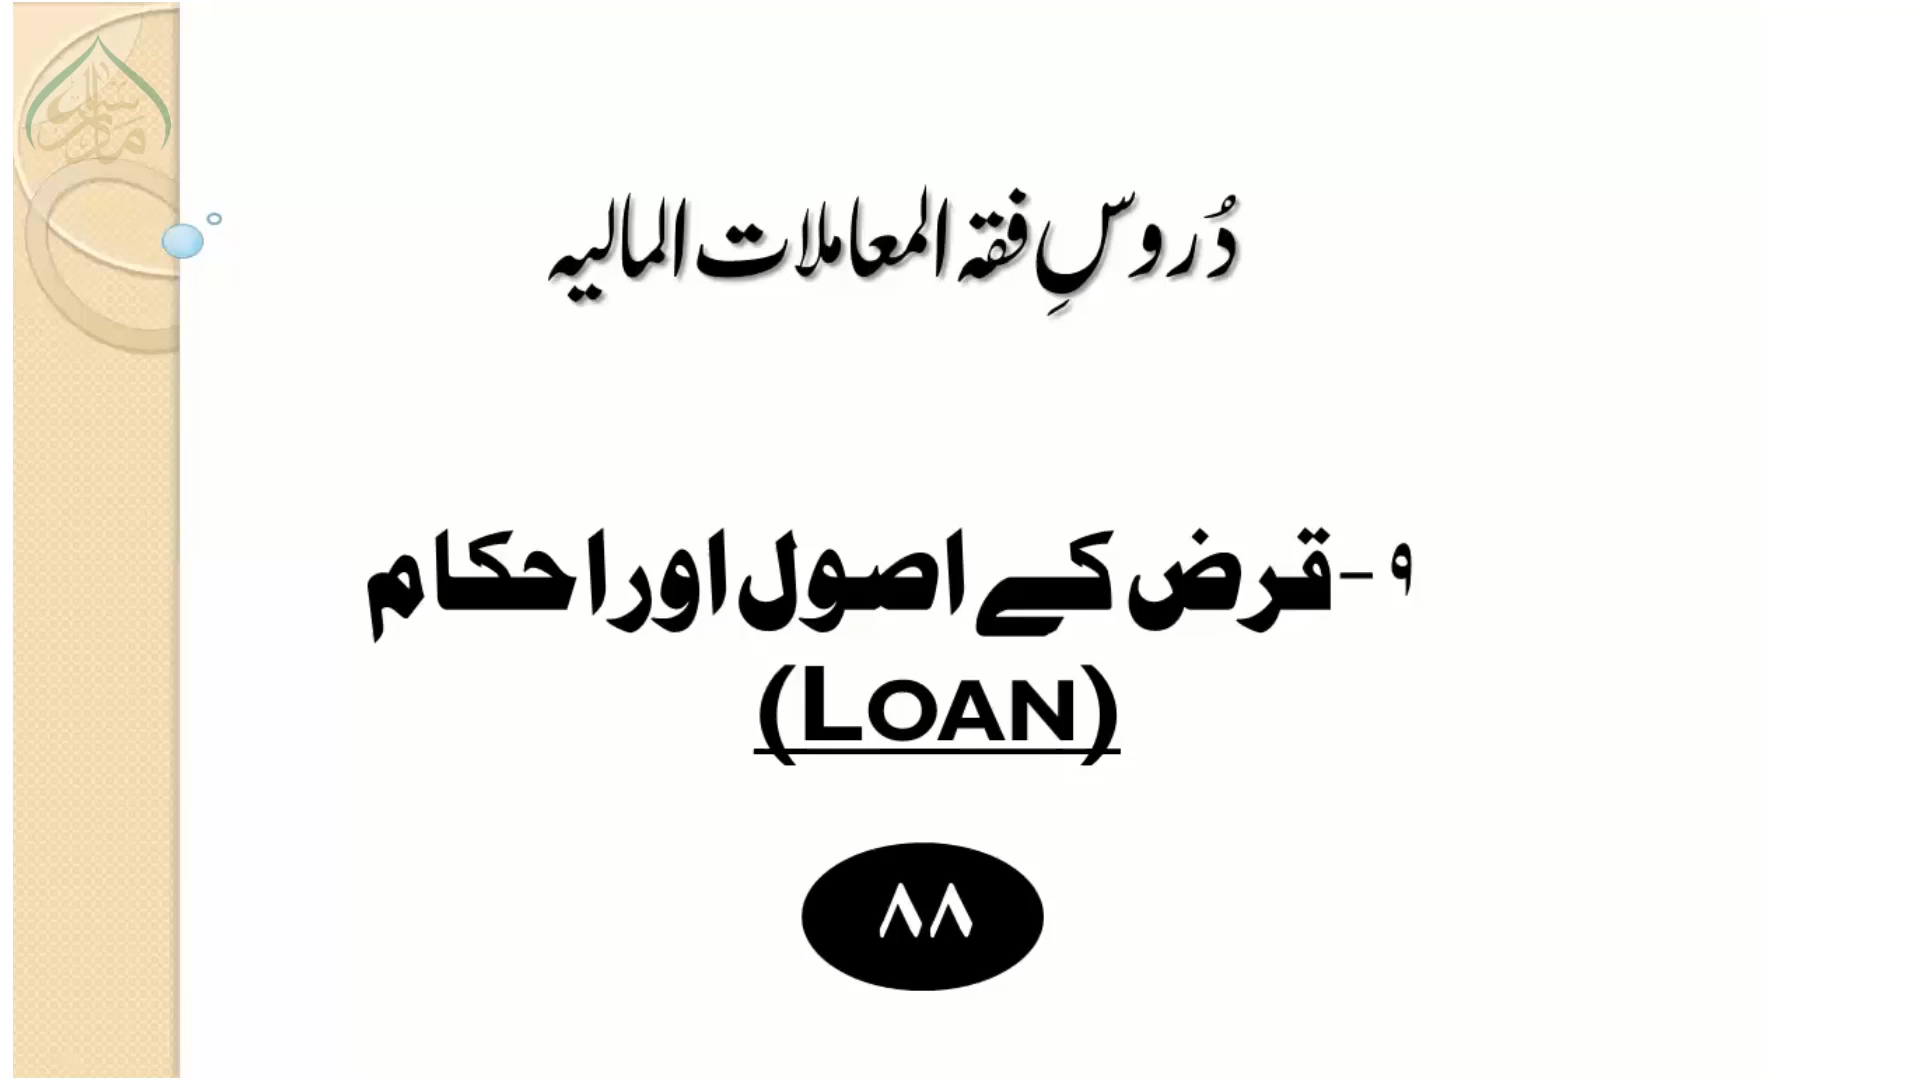 دُروسِ فقہ المعاملات المالیہ
۹- قرض کے اصول اور احکام
(LOAN)
۸۸